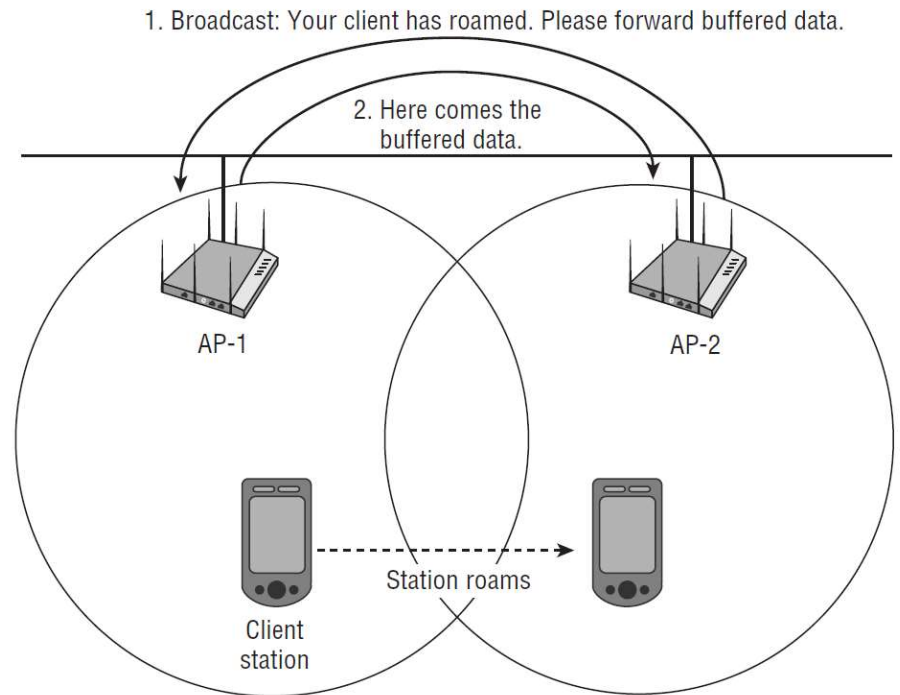 1. Broadcast: Your client has roamed. Please forward buffered data.
2. Here comes the
buffered data.
AP-1
AP-2
Station roams
Client
station